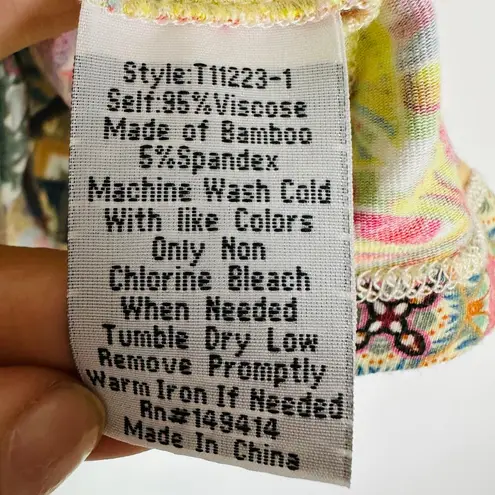 Style:T11223-1
Self:95%Viscose
Made of Bamboo
5%Spandex
Machine Wash Cold
With like Colors
Only Non
Chlorine Bleach
When Needed
Tumble Dry Low
Remove Promptly
Warm Iron If Needed
Rn#149414
Made In China